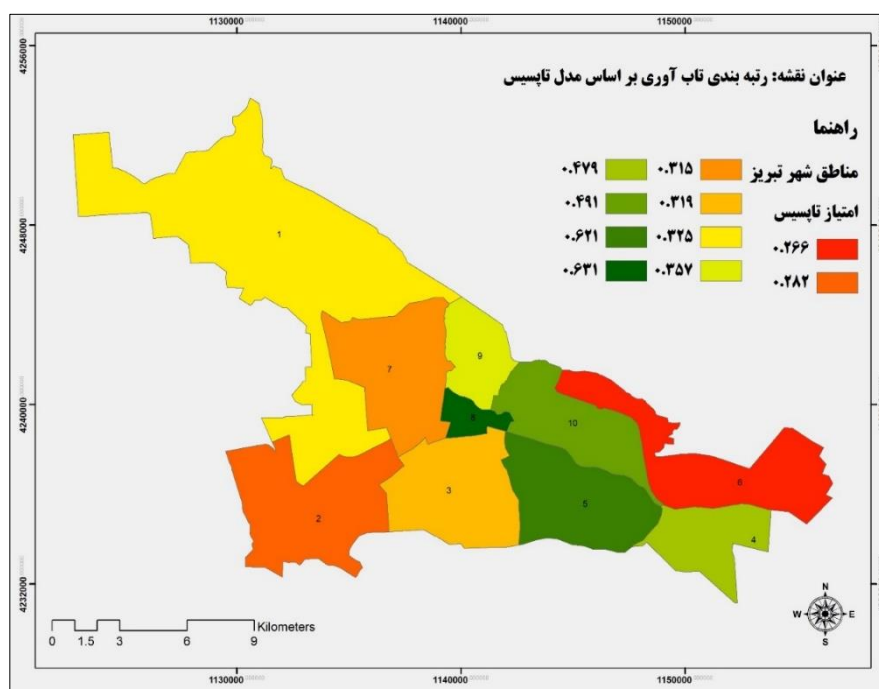 1130000 1140000 1150000
عنوان نقشه: رتبه بندی تاب آوری بر اساس مدل تاپسیس
راهنما
مناطق شهر تبریز
امتیاز تاپسیس
۰.۲۶۶
۰.۲۸۲
۰.۳۱۵
۰.۳۱۹
۰.۳۲۵
۰.۳۵۷
۰.۴۷۹
۰.۴۹۱
۰.۶۲۱
۰.۶۳۱
4256000
4248000
4240000
4232000
1
9
7
8
10
6
3
5
2
4
N
W E
S
Kilometers
0 1.5 3 6 9
1130000 1140000 1150000